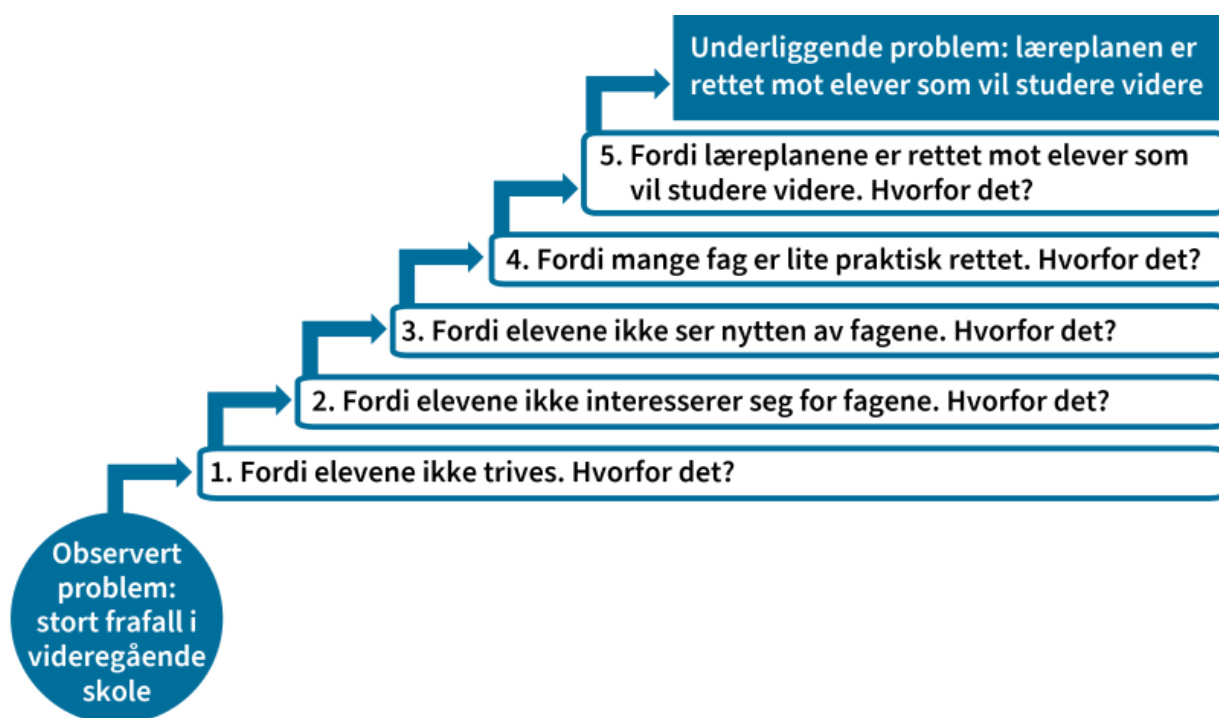 Underliggende problem: læreplanen er
rettet mot elever som vil studere videre
5. Fordi læreplanene er rettet mot elever som
vil studere videre. Hvorfor det?
4. Fordi mange fag er lite praktisk rettet. Hvorfor det?
3. Fordi elevene ikke ser nytten av fagene. Hvorfor det?
2. Fordi elevene ikke interesserer seg for fagene. Hvorfor det?
1. Fordi elevene ikke trives. Hvorfor det?
Observert
problem:
stort frafall i
videregående
skole